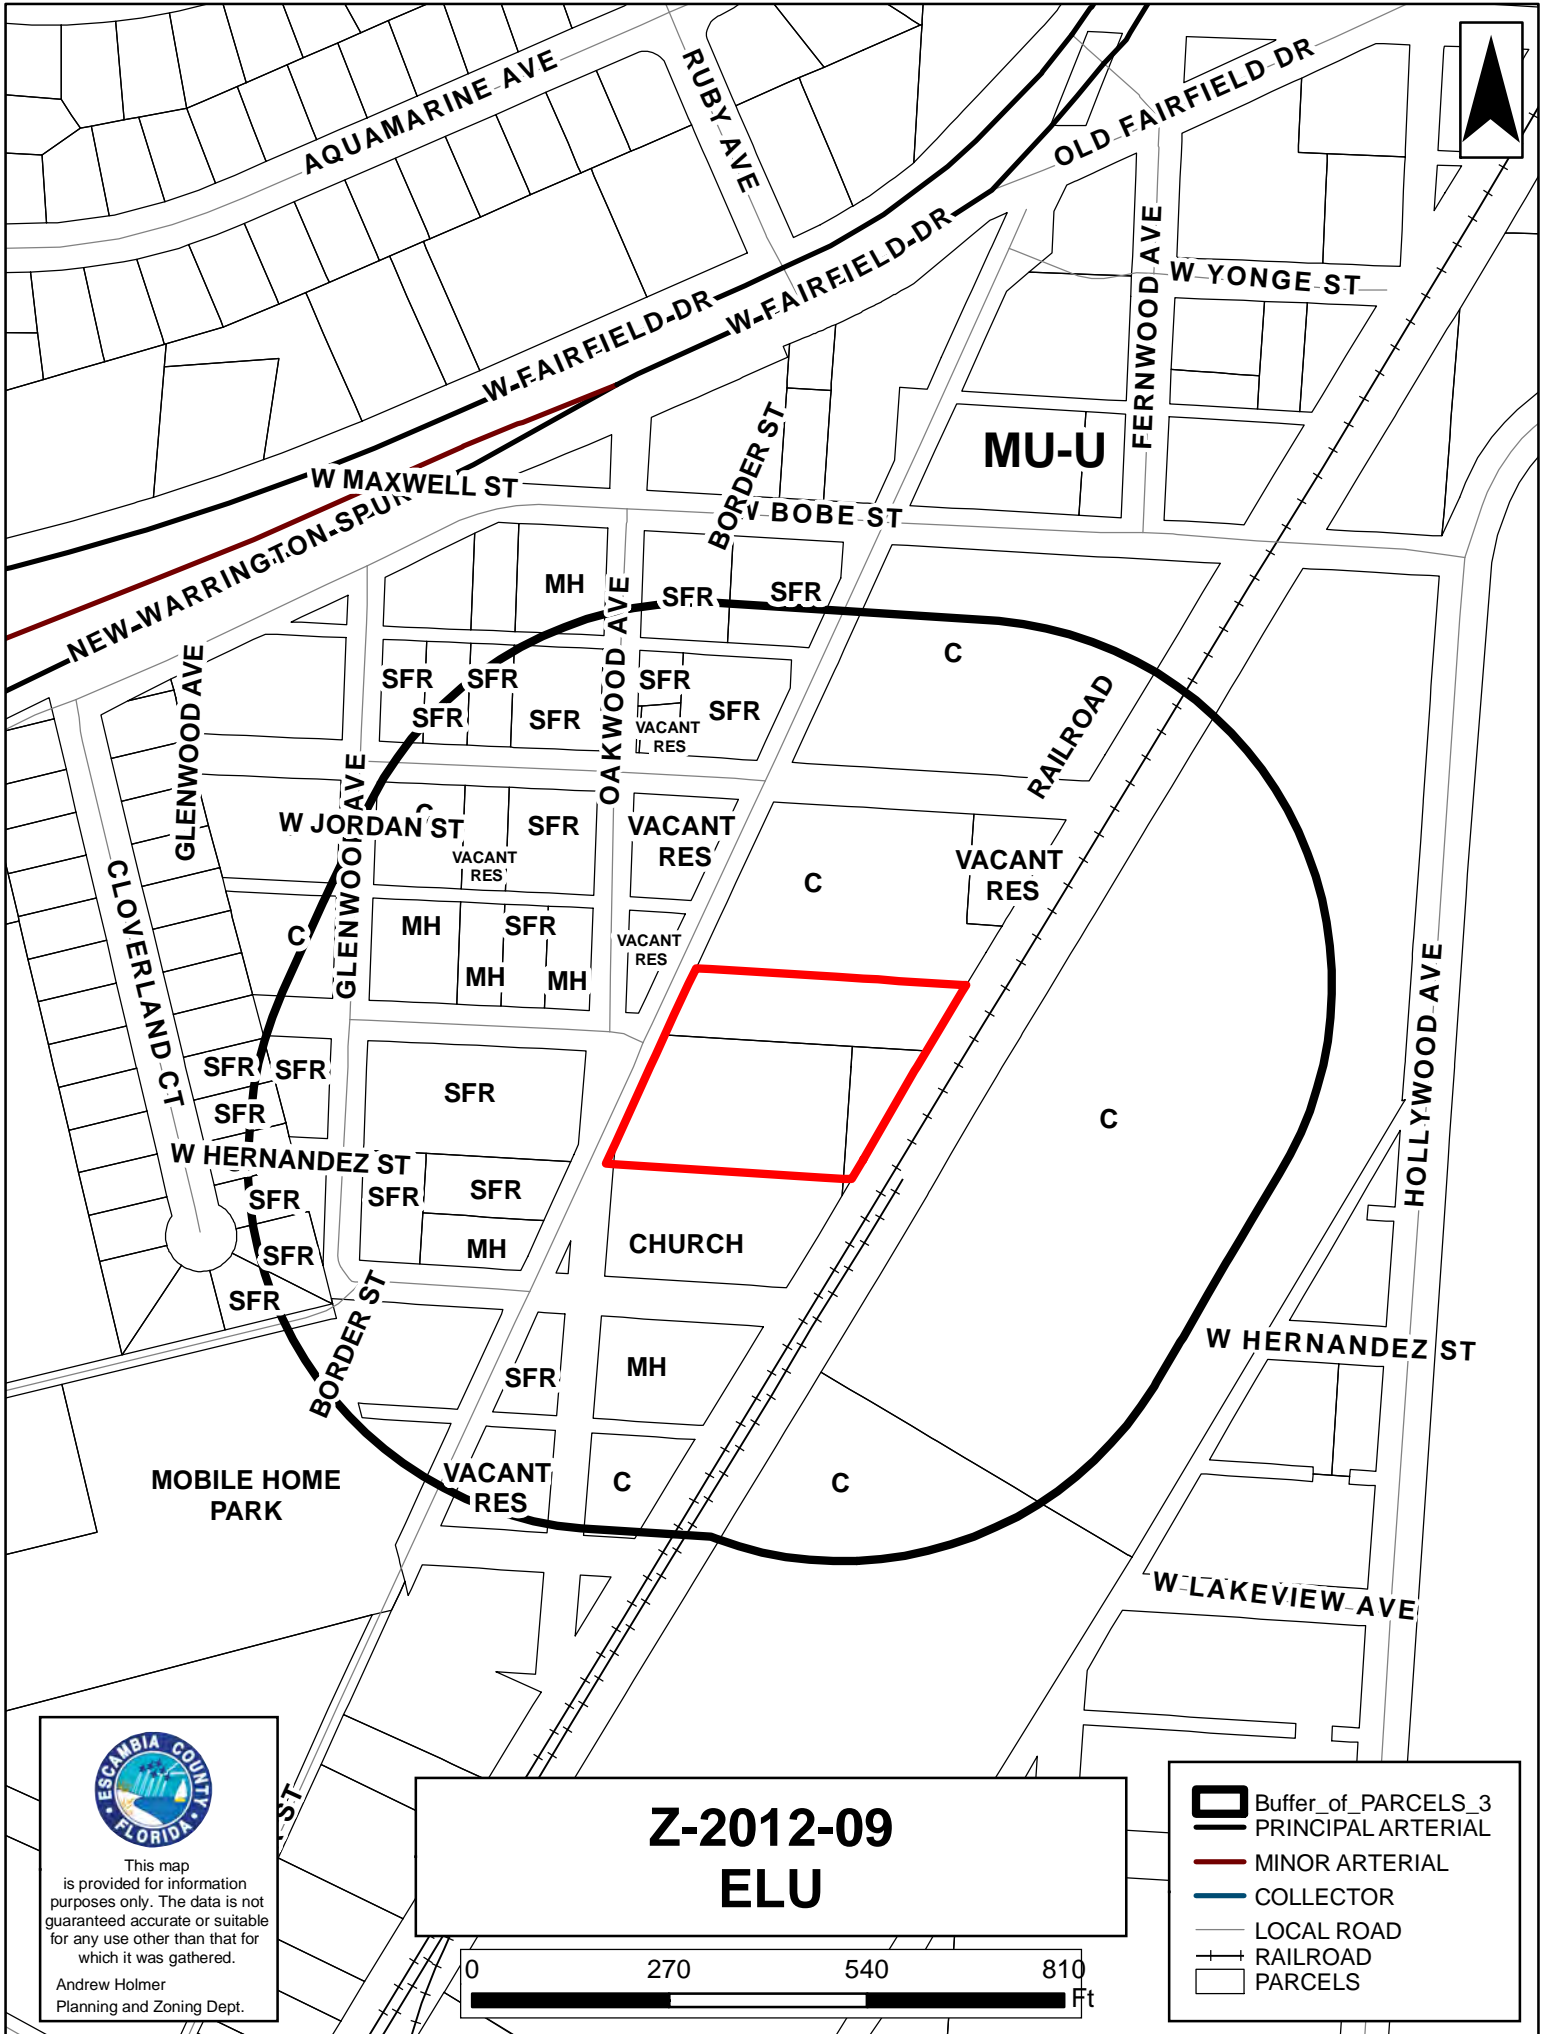 AQUAMARINE AVE
RUBY AVE
OLD FAIRFIELD DR
W YONGE ST
FERNWOOD AVE
W FAIRFIELD DR
W FAIRFIELD DR
MU-U
BORDER ST
W MAXWELL ST
BOBE ST
NEW WARRINGTON SPUR
MH
SFR
SFR
C
OAKWOOD AVE
GLENWOOD AVE
SFR
SFR
SFR
SFR
SFR
SFR
VACANT
RES
RAILROAD
GLENWOOD AVE
W JORDAN ST
SFR
VACANT
RES
VACANT
RES
C
VACANT
RES
CLOVERLAND CT
C
MH
SFR
MH
MH
VACANT
RES
HOLLYWOOD AVE
SFR
SFR
SFR
SFR
C
W HERNANDEZ ST
SFR
SFR
SFR
MH
SFR
SFR
CHURCH
BORDER ST
SFR
MH
W HERNANDEZ ST
MOBILE HOME
PARK
VACANT
RES
C
C
W LAKEVIEW AVE
ST
ESCAMBIA COUNTY
FLORIDA
This map
is provided for information
purposes only. The data is not
guaranteed accurate or suitable
for any use other than that for
which it was gathered.
Andrew Holmer
Planning and Zoning Dept.
Z-2012-09
ELU
0 270 540 810
Ft
Buffer_of_PARCELS_3
PRINCIPAL ARTERIAL
MINOR ARTERIAL
COLLECTOR
LOCAL ROAD
RAILROAD
PARCELS